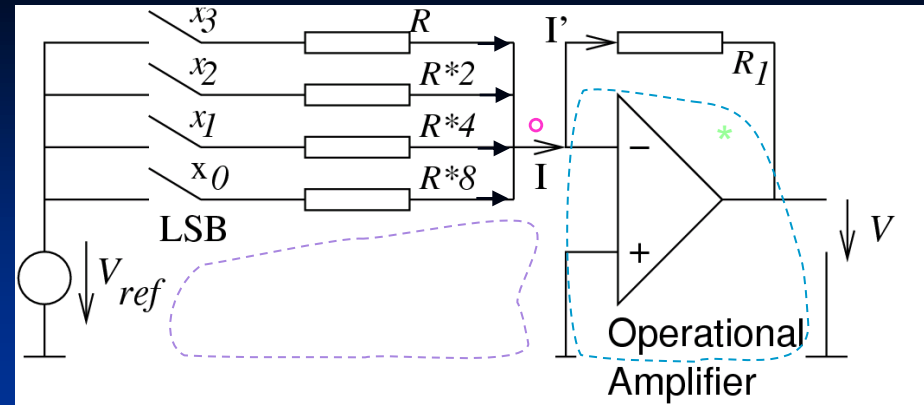 x3 R
x2 R*2
x1 R*4
x0 R*8
LSB
Vref
I
I’
R1
*
−
+
V
Operational
Amplifier